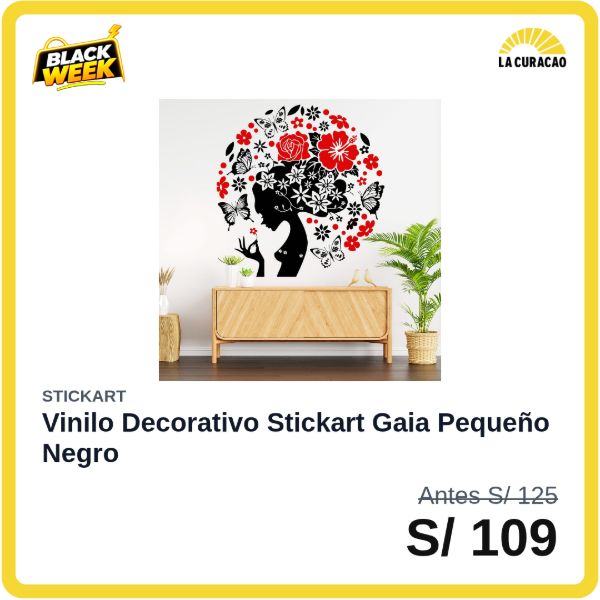 BLACK
WEEK
LA CURACAO
STICKART
Vinilo Decorativo Stickart Gaia Pequeño
Negro
Antes S/ 125
S/ 109